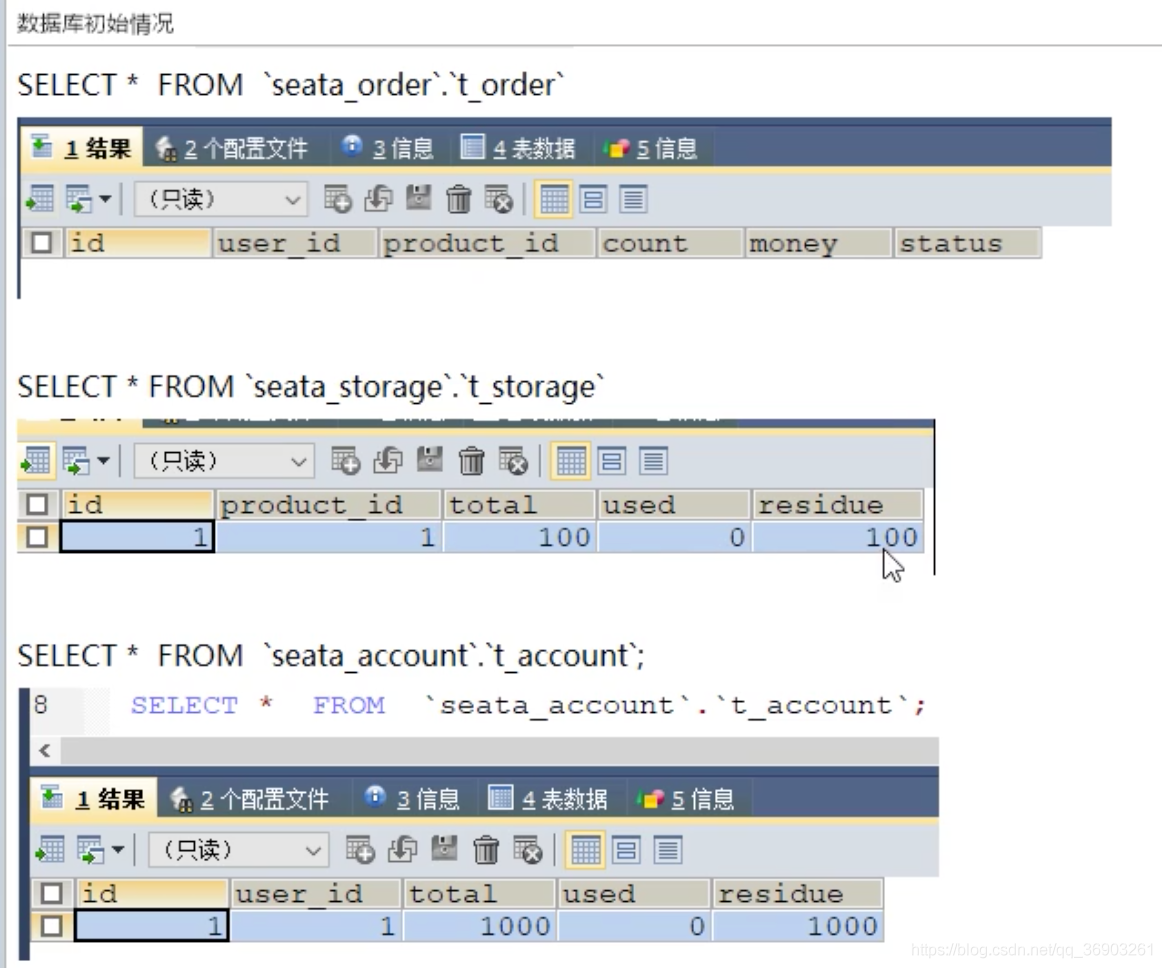 数据库初始情况
SELECT * FROM `seata_order`.`t_order`
1 结果 2 个配置文件 3 信息 4 表数据 5 信息
（只读）
id user_id product_id count money status
SELECT * FROM `seata_storage`.`t_storage`
（只读）
id product_id total used residue
1 1 100 0 100
SELECT * FROM `seata_account`.`t_account`;
8 SELECT * FROM `seata_account`.`t_account`;
<
1 结果 2 个配置文件 3 信息 4 表数据 5 信息
（只读）
id user_id total used residue
1 1 1000 0 1000
https://blog.csdn.net/qq_36903261